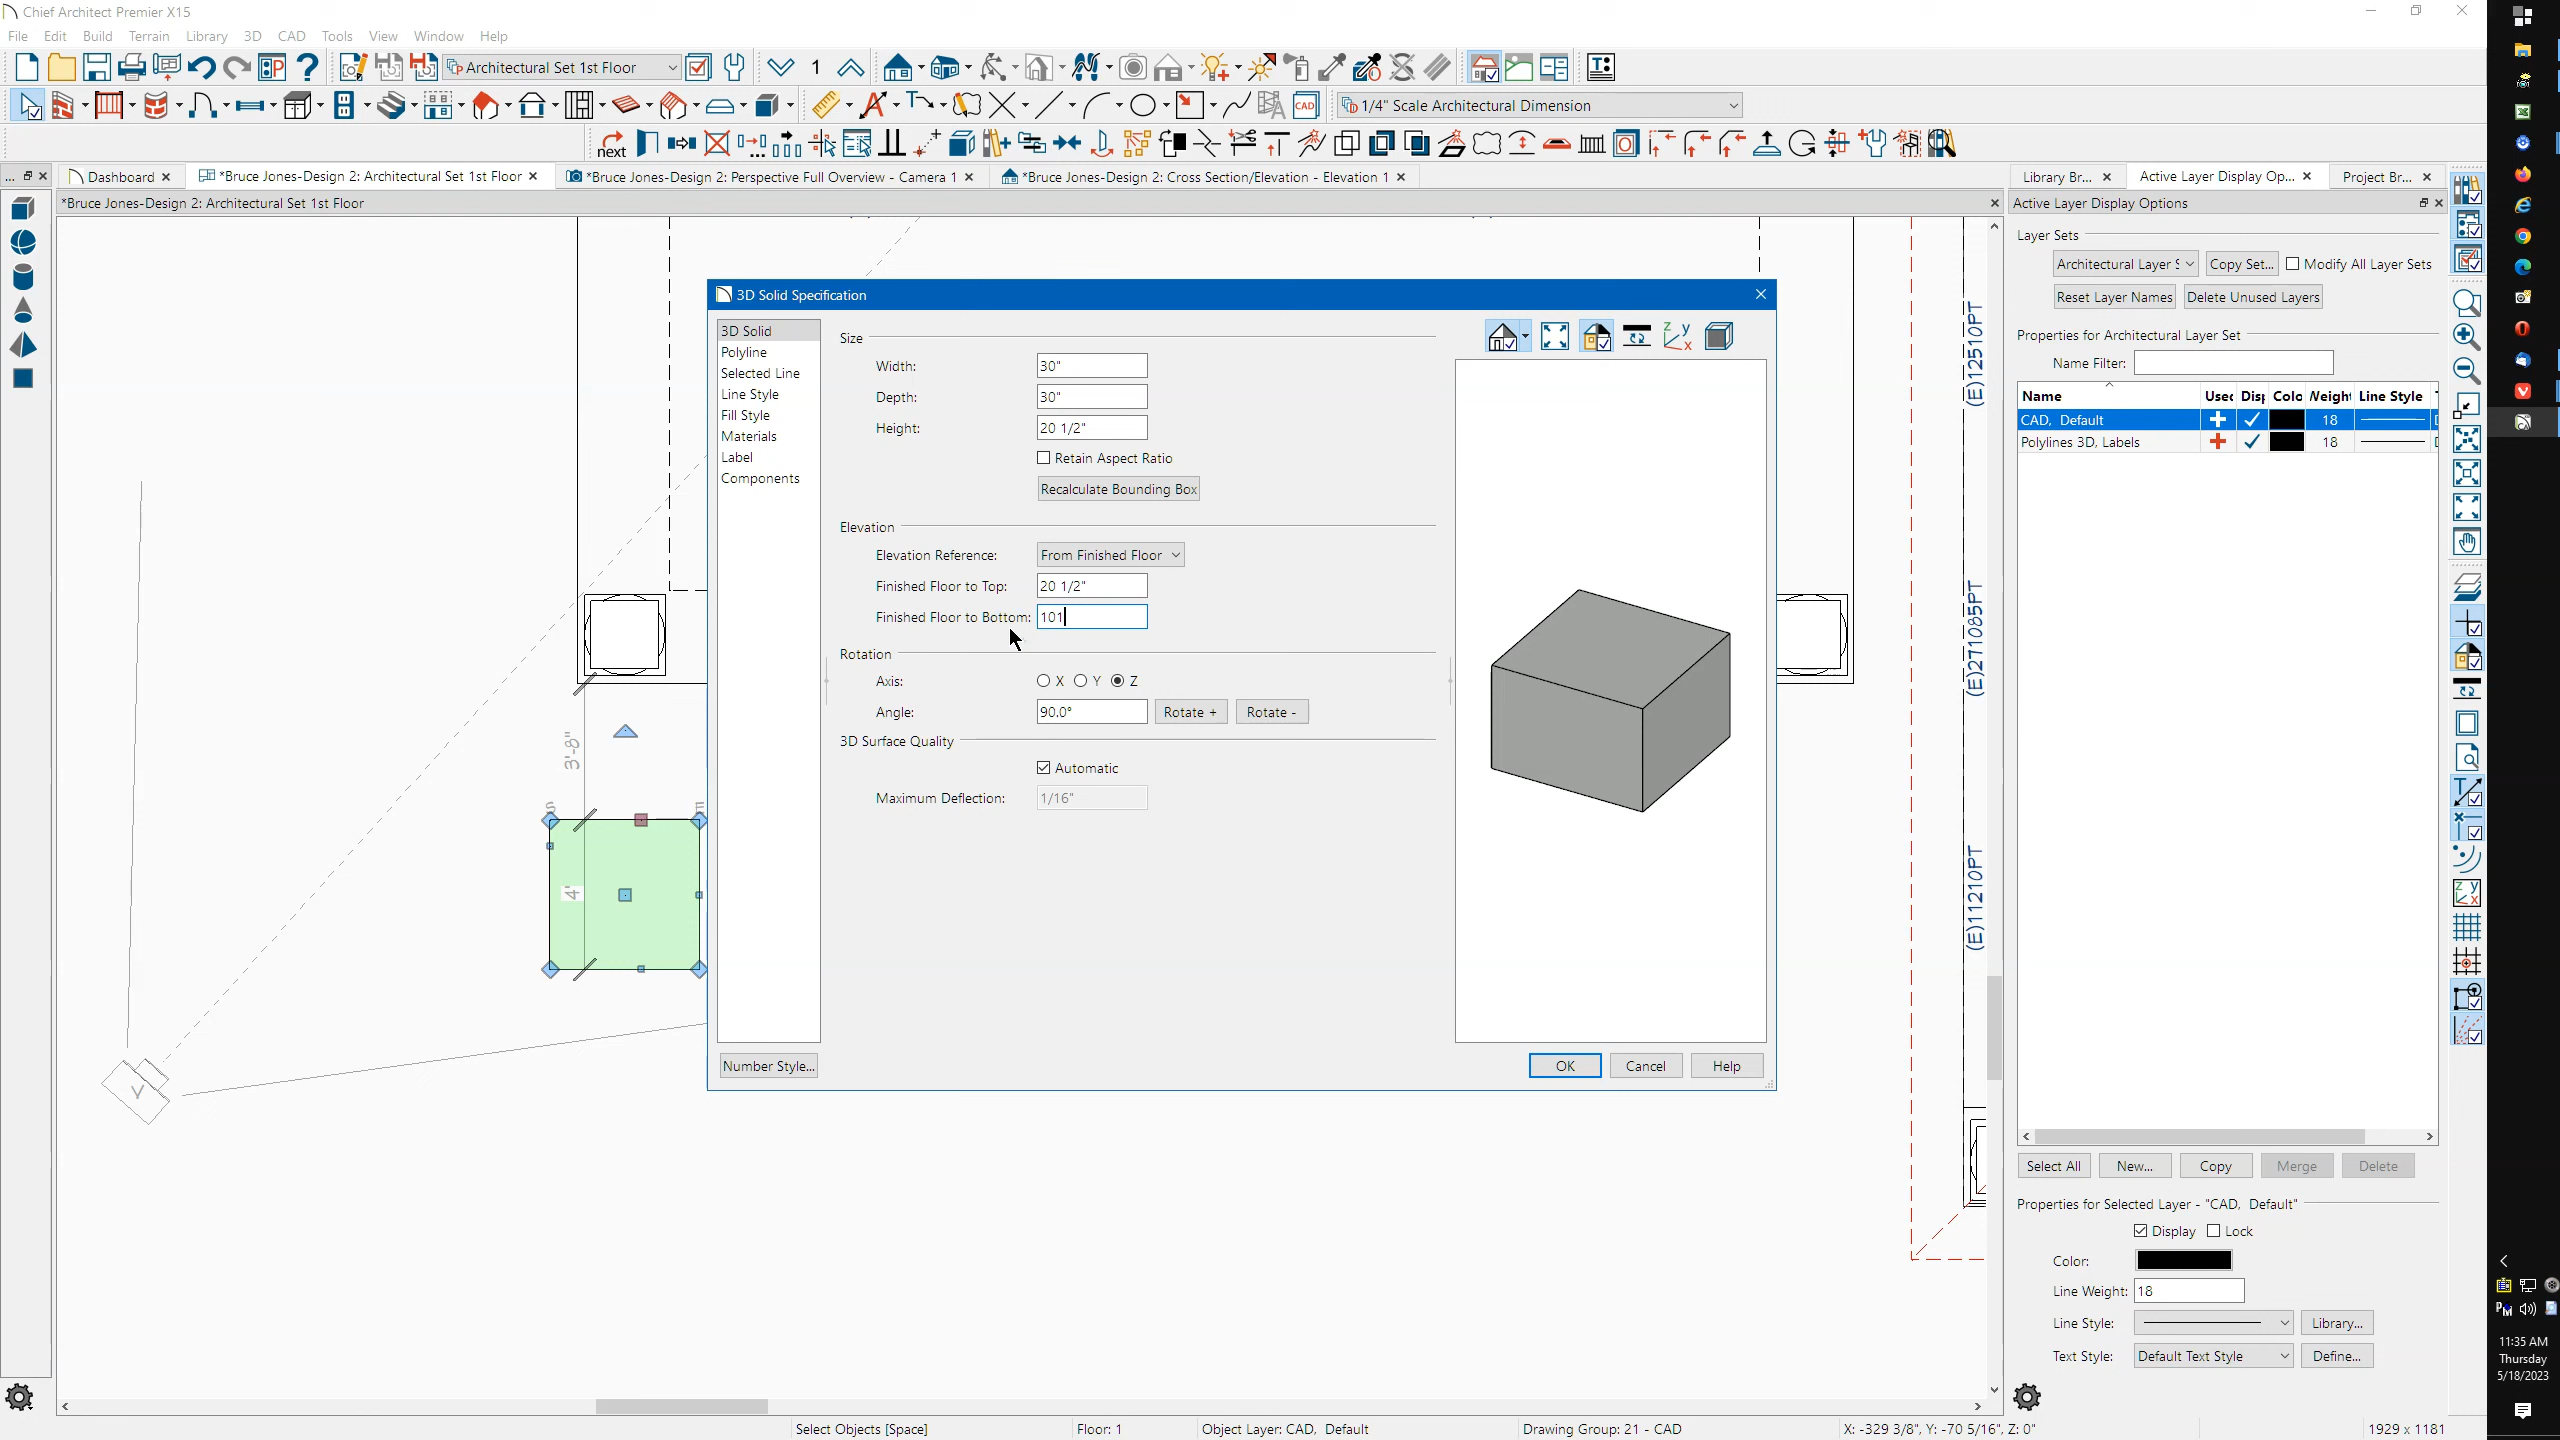 Chief Architect Premier X15
File Edit Build Terrain Library 3D CAD Tools View Window Help
Architectural Set 1st Floor
1
1/4" Scale Architectural Dimension
CAD
next
... Dashboard
*Bruce Jones-Design 2: Architectural Set 1st Floor
*Bruce Jones-Design 2: Perspective Full Overview - Camera 1
*Bruce Jones-Design 2: Cross Section/Elevation - Elevation 1
Library Br... Active Layer Display Op... Project Br...
*Bruce Jones-Design 2: Architectural Set 1st Floor
Active Layer Display Options
3D Solid Specification
3D Solid
Polyline
Selected Line
Line Style
Fill Style
Materials
Label
Components
Number Style...
Size
Width: 30"
Depth: 30"
Height: 20 1/2"
Retain Aspect Ratio
Recalculate Bounding Box
Elevation
Elevation Reference: From Finished Floor
Finished Floor to Top: 20 1/2"
Finished Floor to Bottom: 101
Rotation
Axis: X Y Z
Angle: 90.0° Rotate + Rotate -
3D Surface Quality
Automatic
Maximum Deflection: 1/16"
OK Cancel Help
3'-8"
4'
(E)12510PT
(E)271085PT
(E)11210PT
Layer Sets
Architectural Layer S Copy Set... Modify All Layer Sets
Reset Layer Names Delete Unused Layers
Properties for Architectural Layer Set
Name Filter:
Name Used Disp Colo Weight Line Style
CAD, Default 18
Polylines 3D, Labels 18
Select All New... Copy Merge Delete
Properties for Selected Layer - "CAD, Default"
Display Lock
Color:
Line Weight: 18
Line Style: Library...
Text Style: Default Text Style Define...
11:35 AM
Thursday
5/18/2023
Select Objects [Space] Floor: 1 Object Layer: CAD, Default Drawing Group: 21 - CAD X: -329 3/8", Y: -70 5/16", Z: 0" 1929 x 1181